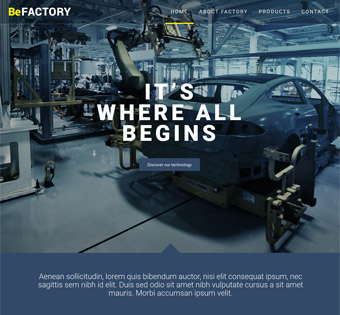 BeFACTORY
HOME ABOUT FACTORY PRODUCTS CONTACT
IT'S
WHERE ALL
BEGINS
Discover our technology
Aenean sollicitudin, lorem quis bibendum auctor, nisi elit consequat ipsum, nec
sagittis sem nibh id elit. Duis sed odio sit amet nibh vulputate cursus a sit amet
mauris. Morbi accumsan ipsum velit.